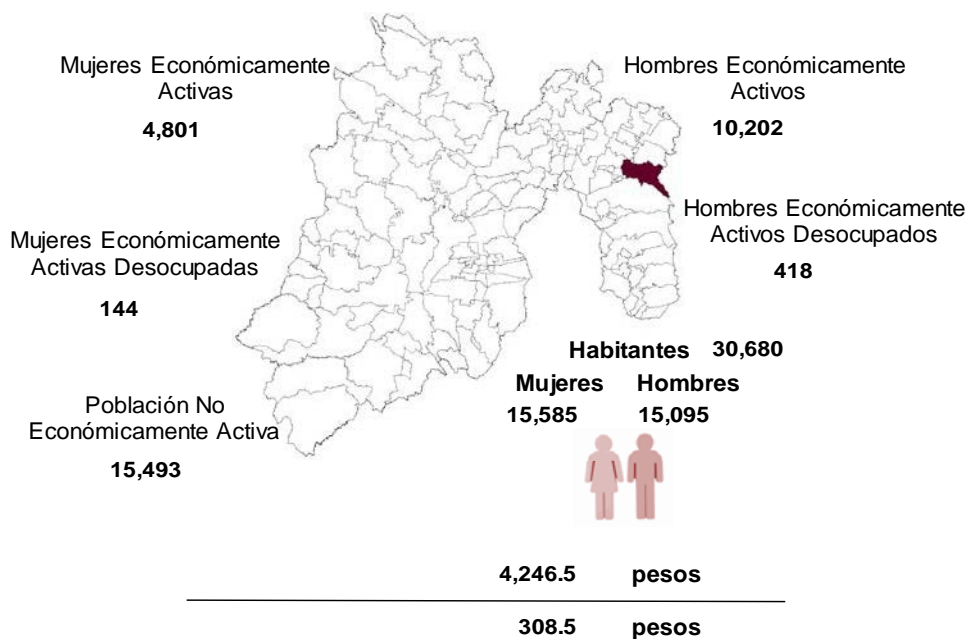 Mujeres Económicamente
Activas
4,801
Hombres Económicamente
Activos
10,202
Mujeres Económicamente
Activas Desocupadas
144
Hombres Económicamente
Activos Desocupados
418
Habitantes 30,680
Mujeres Hombres
15,585 15,095
Población No
Económicamente Activa
15,493
4,246.5 pesos
308.5 pesos